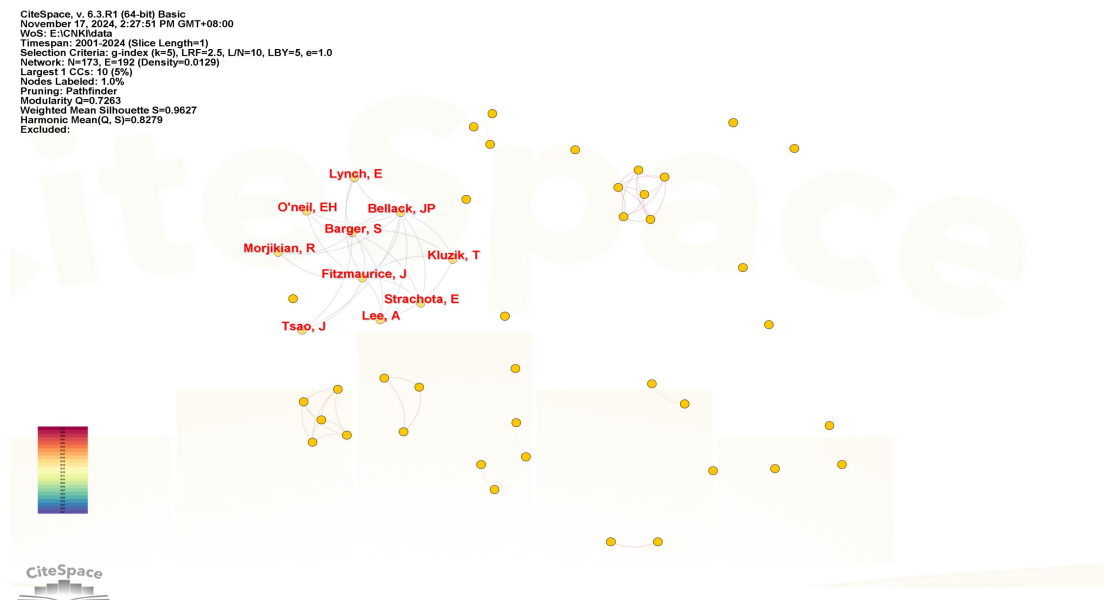 CiteSpace, v. 6.3.R1 (64-bit) Basic
November 17, 2024, 2:27:51 PM GMT+08:00
WoS: E:\CNKI\data
Timespan: 2001-2024 (Slice Length=1)
Selection Criteria: g-index (k=5), LRF=2.5, L/N=10, LBY=5, e=1.0
Network: N=173, E=192 (Density=0.0129)
Largest 1 CCs: 10 (5%)
Nodes Labeled: 1.0%
Pruning: Pathfinder
Modularity Q=0.7263
Weighted Mean Silhouette S=0.9627
Harmonic Mean(Q, S)=0.8279
Excluded:
CiteSpace
Lynch, E
O'neil, EH
Bellack, JP
Barger, S
Morjikian, R
Kluzik, T
Fitzmaurice, J
Strachota, E
Lee, A
Tsao, J
CiteSpace